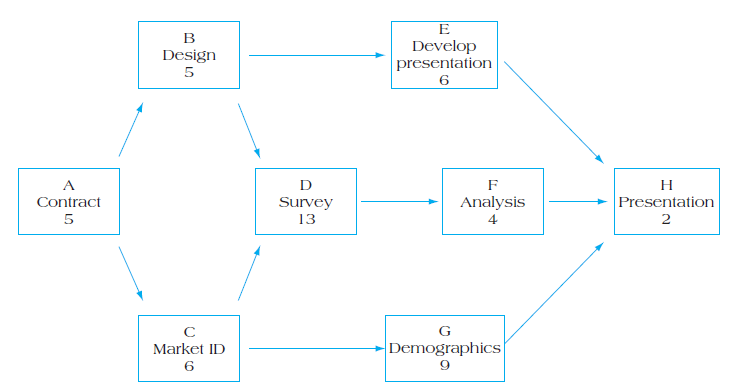 B
Design
5
E
Develop
presentation
6
A
Contract
5
D
Survey
13
F
Analysis
4
H
Presentation
2
C
Market ID
6
G
Demographics
9